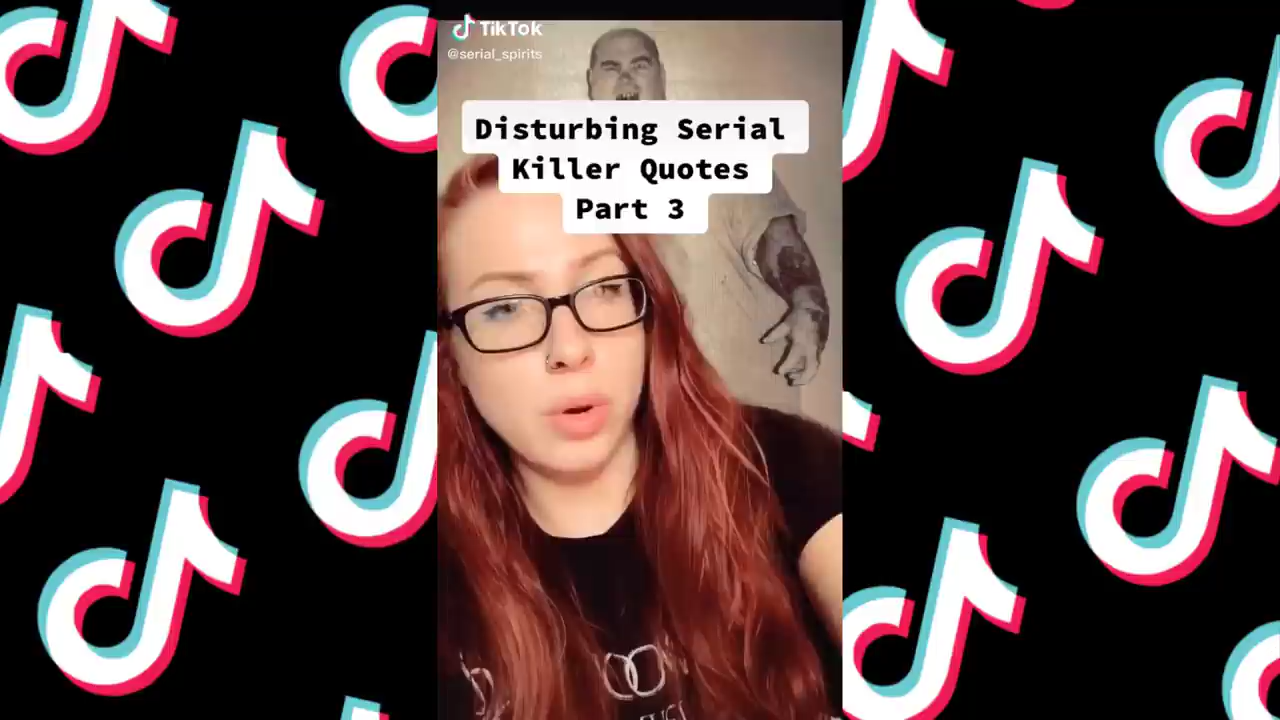 TikTok
@serial_spirits
Disturbing Serial
Killer Quotes
Part 3